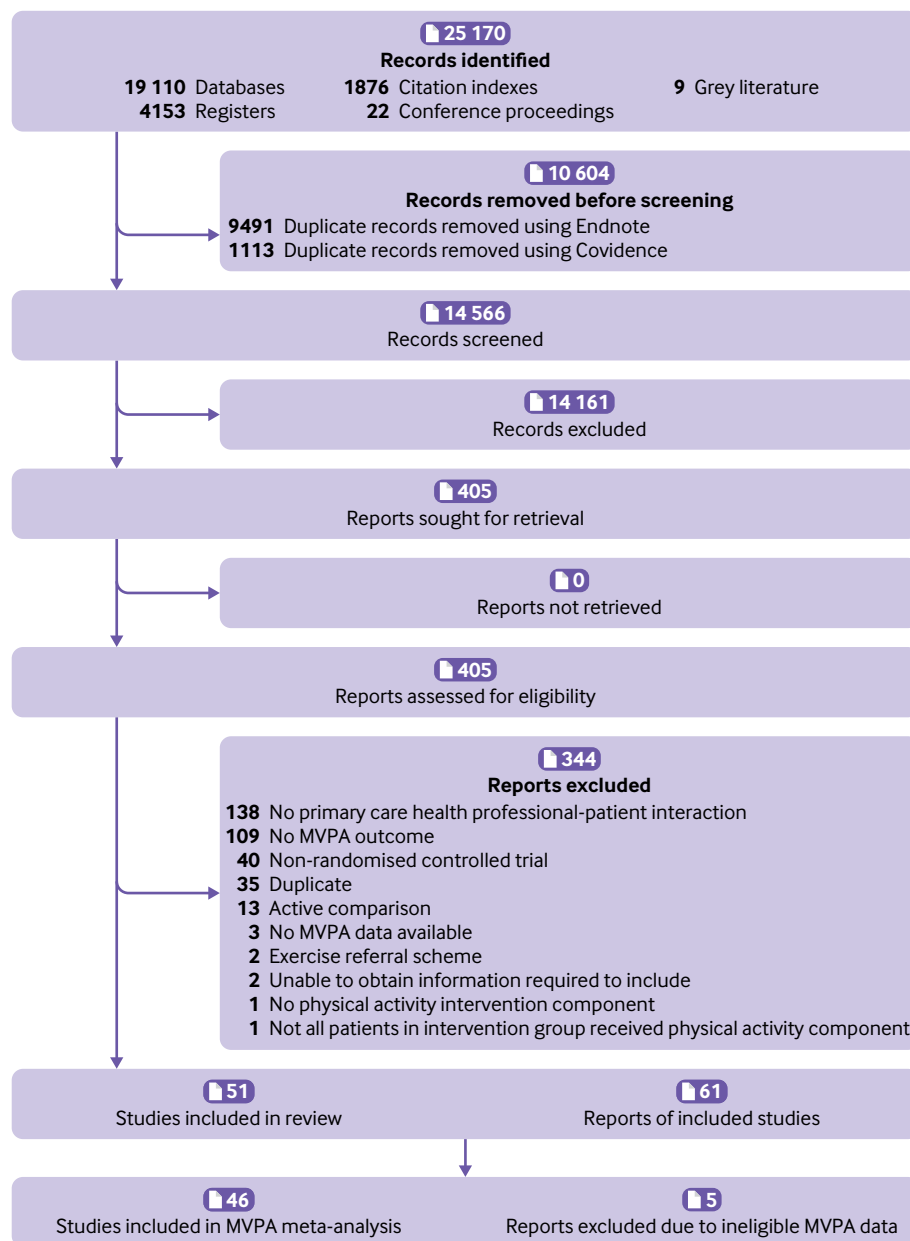 25 170
Records identified
19 110 Databases 1876 Citation indexes 9 Grey literature
4153 Registers 22 Conference proceedings
10 604
Records removed before screening
9491 Duplicate records removed using Endnote
1113 Duplicate records removed using Covidence
14 566
Records screened
14 161
Records excluded
405
Reports sought for retrieval
0
Reports not retrieved
405
Reports assessed for eligibility
344
Reports excluded
138 No primary care health professional-patient interaction
109 No MVPA outcome
40 Non-randomised controlled trial
35 Duplicate
13 Active comparison
3 No MVPA data available
2 Exercise referral scheme
2 Unable to obtain information required to include
1 No physical activity intervention component
1 Not all patients in intervention group received physical activity component
51
Studies included in review
61
Reports of included studies
46
Studies included in MVPA meta-analysis
5
Reports excluded due to ineligible MVPA data